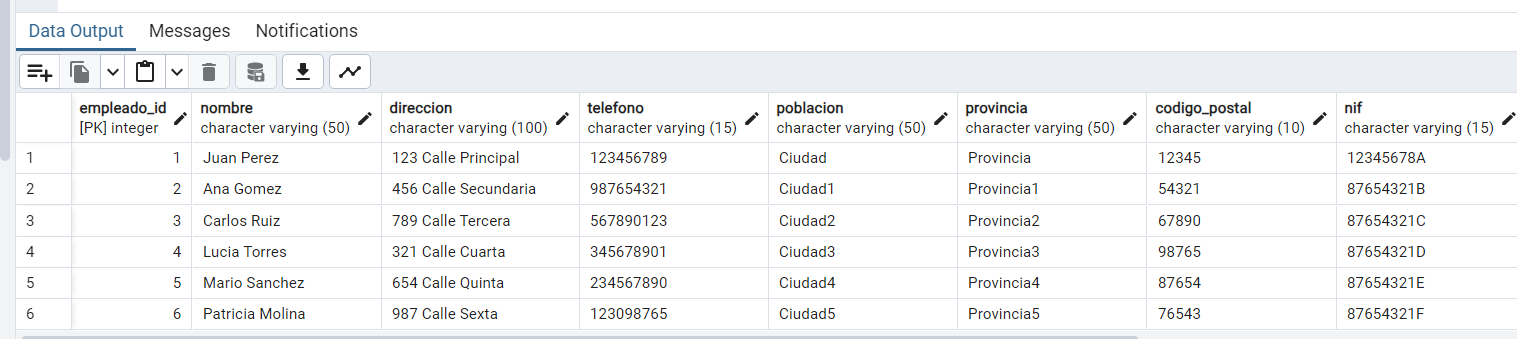 Data Output Messages Notifications
empleado_id nombre direccion telefono poblacion provincia codigo_postal nif
[PK] integer character varying (50) character varying (100) character varying (15) character varying (50) character varying (50) character varying (10) character varying (15)
1 1 Juan Perez 123 Calle Principal 123456789 Ciudad Provincia 12345 12345678A
2 2 Ana Gomez 456 Calle Secundaria 987654321 Ciudad1 Provincia1 54321 87654321B
3 3 Carlos Ruiz 789 Calle Tercera 567890123 Ciudad2 Provincia2 67890 87654321C
4 4 Lucia Torres 321 Calle Cuarta 345678901 Ciudad3 Provincia3 98765 87654321D
5 5 Mario Sanchez 654 Calle Quinta 234567890 Ciudad4 Provincia4 87654 87654321E
6 6 Patricia Molina 987 Calle Sexta 123098765 Ciudad5 Provincia5 76543 87654321F